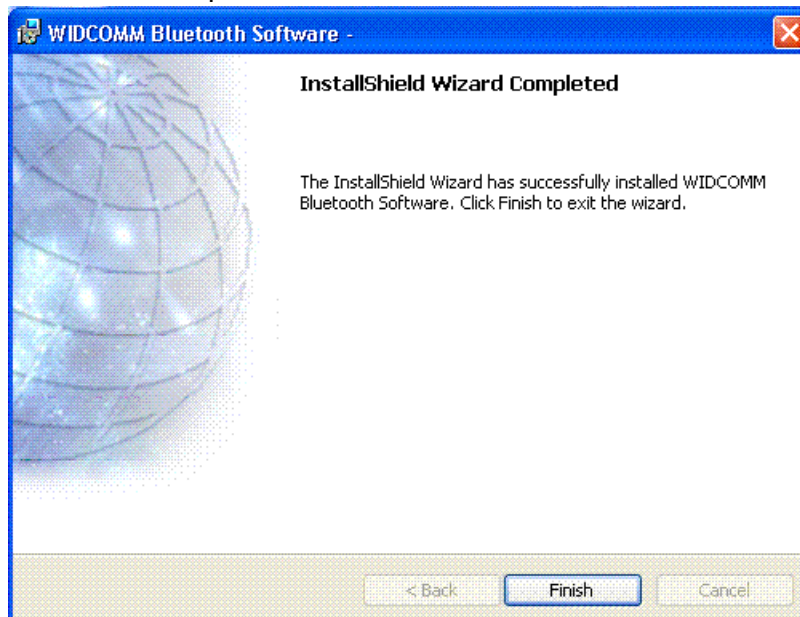 WIDCOMM Bluetooth Software -
InstallShield Wizard Completed
The InstallShield Wizard has successfully installed WIDCOMM
Bluetooth Software. Click Finish to exit the wizard.
< Back
Finish
Cancel